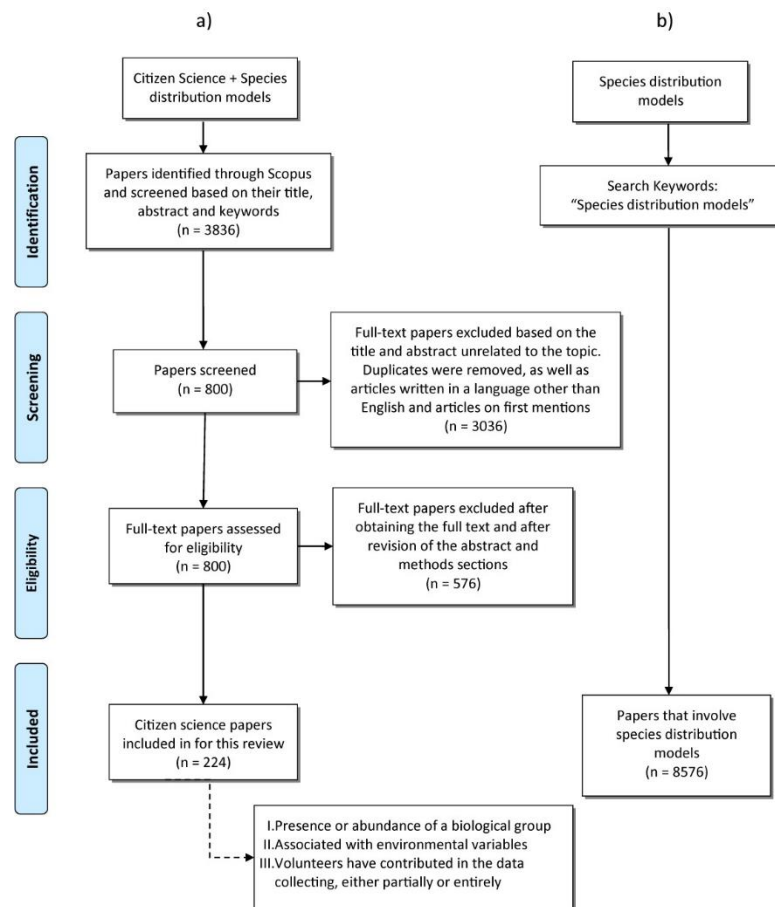 a)
b)
Citizen Science + Species
distribution models
Species distribution
models
Identification
Papers identified through Scopus
and screened based on their title,
abstract and keywords
(n = 3836)
Search Keywords:
“Species distribution models”
Screening
Papers screened
(n = 800)
Full-text papers excluded based on the
title and abstract unrelated to the topic.
Duplicates were removed, as well as
articles written in a language other than
English and articles on first mentions
(n = 3036)
Eligibility
Full-text papers assessed
for eligibility
(n = 800)
Full-text papers excluded after
obtaining the full text and after
revision of the abstract and
methods sections
(n = 576)
Included
Citizen science papers
included in for this review
(n = 224)
Papers that involve
species distribution
models
(n = 8576)
I.Presence or abundance of a biological group
II.Associated with environmental variables
III.Volunteers have contributed in the data
collecting, either partially or entirely